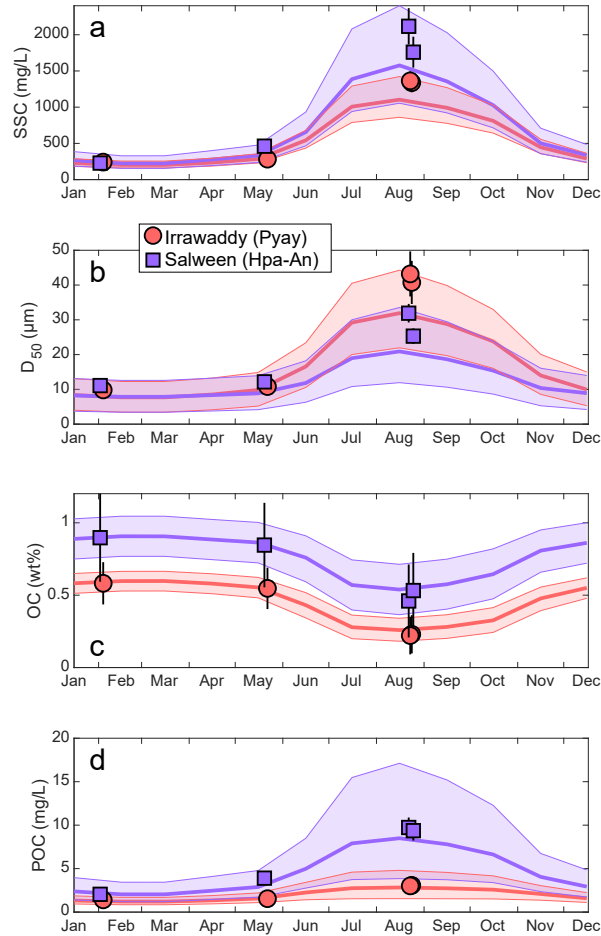 a
SSC (mg/L)
2000
1500
1000
500
0
Jan Feb Mar Apr May Jun Jul Aug Sep Oct Nov Dec
Irrawaddy (Pyay)
Salween (Hpa-An)
b
D50 (μm)
50
40
30
20
10
0
Jan Feb Mar Apr May Jun Jul Aug Sep Oct Nov Dec
OC (wt%)
1
0.5
0
c
Jan Feb Mar Apr May Jun Jul Aug Sep Oct Nov Dec
d
POC (mg/L)
20
15
10
5
0
Jan Feb Mar Apr May Jun Jul Aug Sep Oct Nov Dec